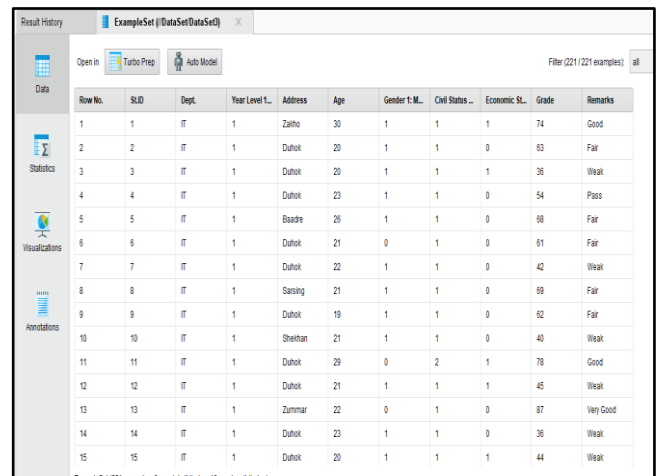 Result History ExampleSet (//DataSet/DataSet3) X
Open in Turbo Prep Auto Model Filter (221 / 221 examples): all
Data
Statistics
Visualizations
Annotations
Row No. St.ID Dept. Year Level 1... Address Age Gender 1: M... Civil Status ... Economic St... Grade Remarks
1 1 IT 1 Zakho 30 1 1 1 74 Good
2 2 IT 1 Duhok 20 1 1 0 63 Fair
3 3 IT 1 Duhok 20 1 1 1 36 Weak
4 4 IT 1 Duhok 23 1 1 0 54 Pass
5 5 IT 1 Baadre 26 1 1 0 68 Fair
6 6 IT 1 Duhok 21 0 1 0 61 Fair
7 7 IT 1 Duhok 22 1 1 0 42 Weak
8 8 IT 1 Sarsing 21 1 1 0 69 Fair
9 9 IT 1 Duhok 19 1 1 0 62 Fair
10 10 IT 1 Shekhan 21 1 1 0 40 Weak
11 11 IT 1 Duhok 29 0 2 1 78 Good
12 12 IT 1 Duhok 21 1 1 1 45 Weak
13 13 IT 1 Zummar 22 0 1 0 87 Very Good
14 14 IT 1 Duhok 23 1 1 0 36 Weak
15 15 IT 1 Duhok 20 1 1 1 44 Weak